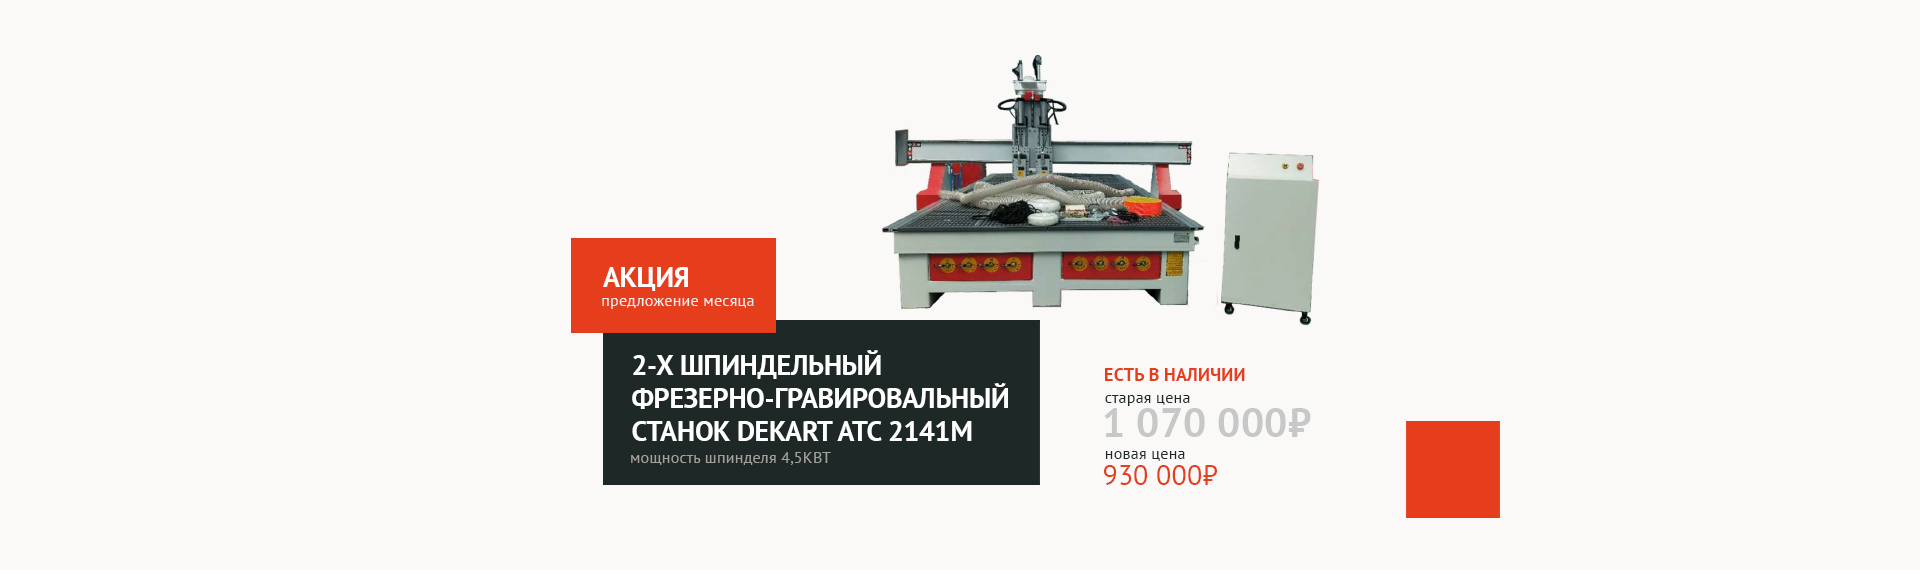 АКЦИЯ
предложение месяца
2-Х ШПИНДЕЛЬНЫЙ
ФРЕЗЕРНО-ГРАВИРОВАЛЬНЫЙ
СТАНОК DEKART ATC 2141M
мощность шпинделя 4,5КВТ
ЕСТЬ В НАЛИЧИИ
старая цена
1 070 000₽
новая цена
930 000₽